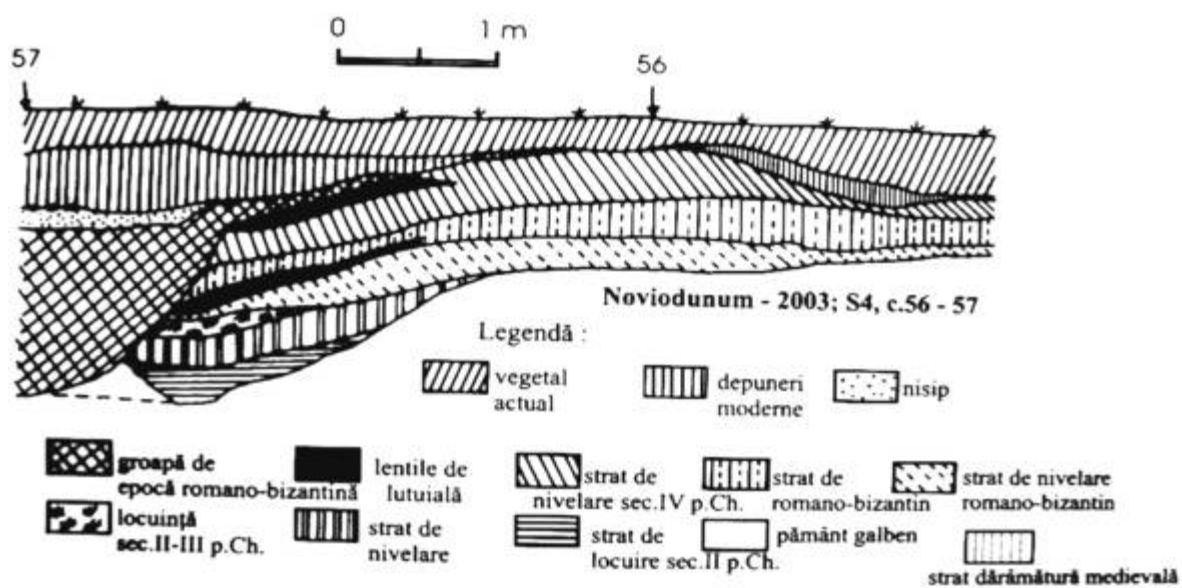 0 1 m
57
56
Noviodunum - 2003; S4, c.56 - 57
Legendă :
vegetal
actual
depuneri
moderne
nisip
groapă de
epocă romano-bizantină
lentile de
lutuială
strat de
nivelare sec.IV p.Ch.
strat de
romano-bizantin
strat de nivelare
romano-bizantin
locuință
sec.II-III p.Ch.
strat de
nivelare
strat de
locuire sec.II p.Ch.
pământ galben
strat dărâmătură medievală